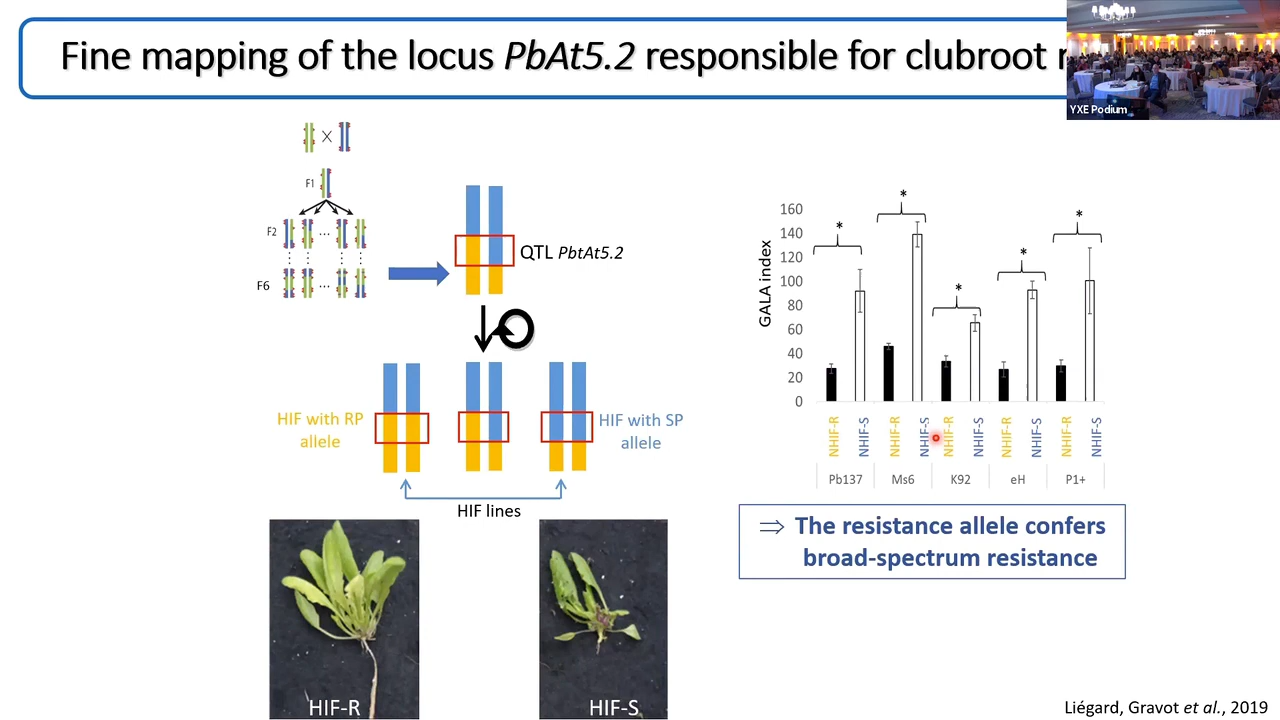 Fine mapping of the locus PbAt5.2 responsible for clubroot
YXE Podium
X
F1
F2
...
F6
...
QTL PbtAt5.2
HIF with RP
allele
HIF with SP
allele
HIF lines
HIF-R
HIF-S
GALA index
160
140
120
100
80
60
40
20
0
* * * * *
NHIF-R NHIF-S NHIF-R NHIF-S NHIF-R NHIF-S NHIF-R NHIF-S NHIF-R NHIF-S
Pb137 Ms6 K92 eH P1+
⇒ The resistance allele confers
broad-spectrum resistance
Liégard, Gravot et al., 2019